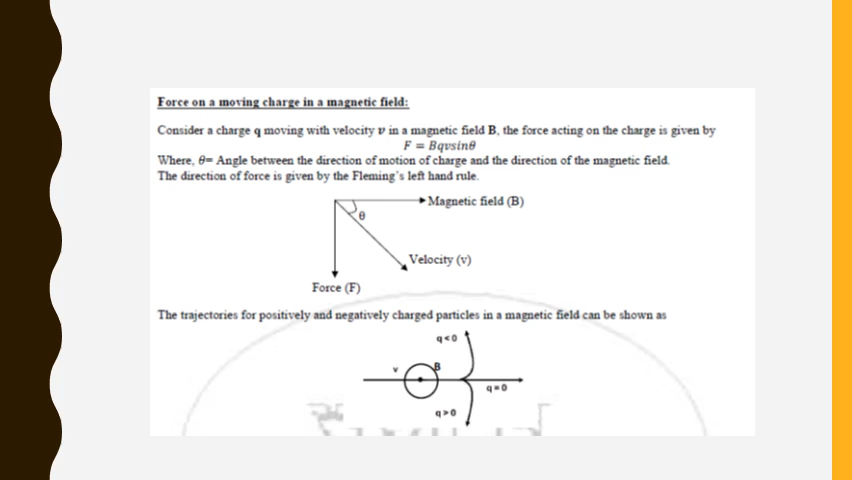 Force on a moving charge in a magnetic field:
Consider a charge q moving with velocity v in a magnetic field B, the force acting on the charge is given by
F = Bqvsinθ
Where, θ= Angle between the direction of motion of charge and the direction of the magnetic field.
The direction of force is given by the Fleming's left hand rule.
Magnetic field (B)
θ
Velocity (v)
Force (F)
The trajectories for positively and negatively charged particles in a magnetic field can be shown as
q<0
v
B
q=0
q>0